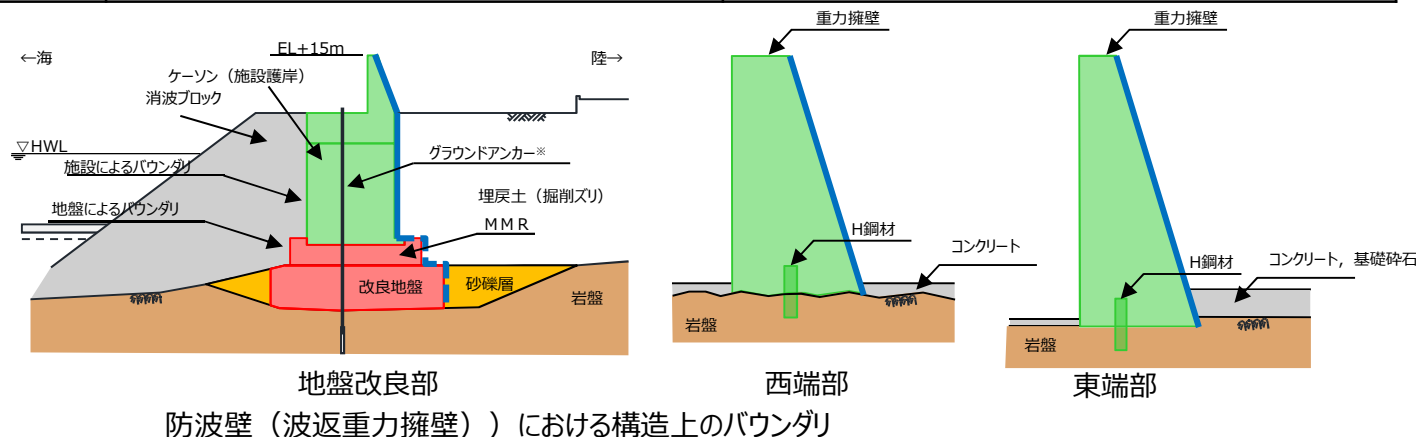 ←海
EL+15m
陸→
ケーソン（施設護岸）
消波ブロック
▽HWL
グラウンドアンカー※
施設によるバウンダリ
埋戻土（掘削ズリ）
地盤によるバウンダリ
ＭＭＲ
改良地盤
砂礫層
岩盤
地盤改良部
重力擁壁
H鋼材
コンクリート
岩盤
西端部
重力擁壁
H鋼材
コンクリート，基礎砕石
岩盤
東端部
防波壁（波返重力擁壁））における構造上のバウンダリ